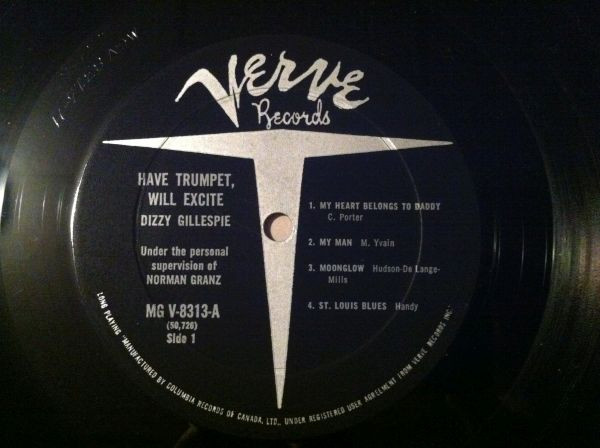 Verve
Records
HAVE TRUMPET,
WILL EXCITE
DIZZY GILLESPIE
Under the personal
supervision of
NORMAN GRANZ
MG V-8313-A
(50,726)
Side 1
1. MY HEART BELONGS TO DADDY
C. Porter
2. MY MAN M. Yvain
3. MOONGLOW Hudson-De Lange-
Mills
4. ST. LOUIS BLUES Handy
LONG PLAYING "MANUFACTURED BY COLUMBIA RECORDS OF CANADA, LTD., UNDER REGISTERED USER AGREEMENT FROM VERVE RECORDS INC."